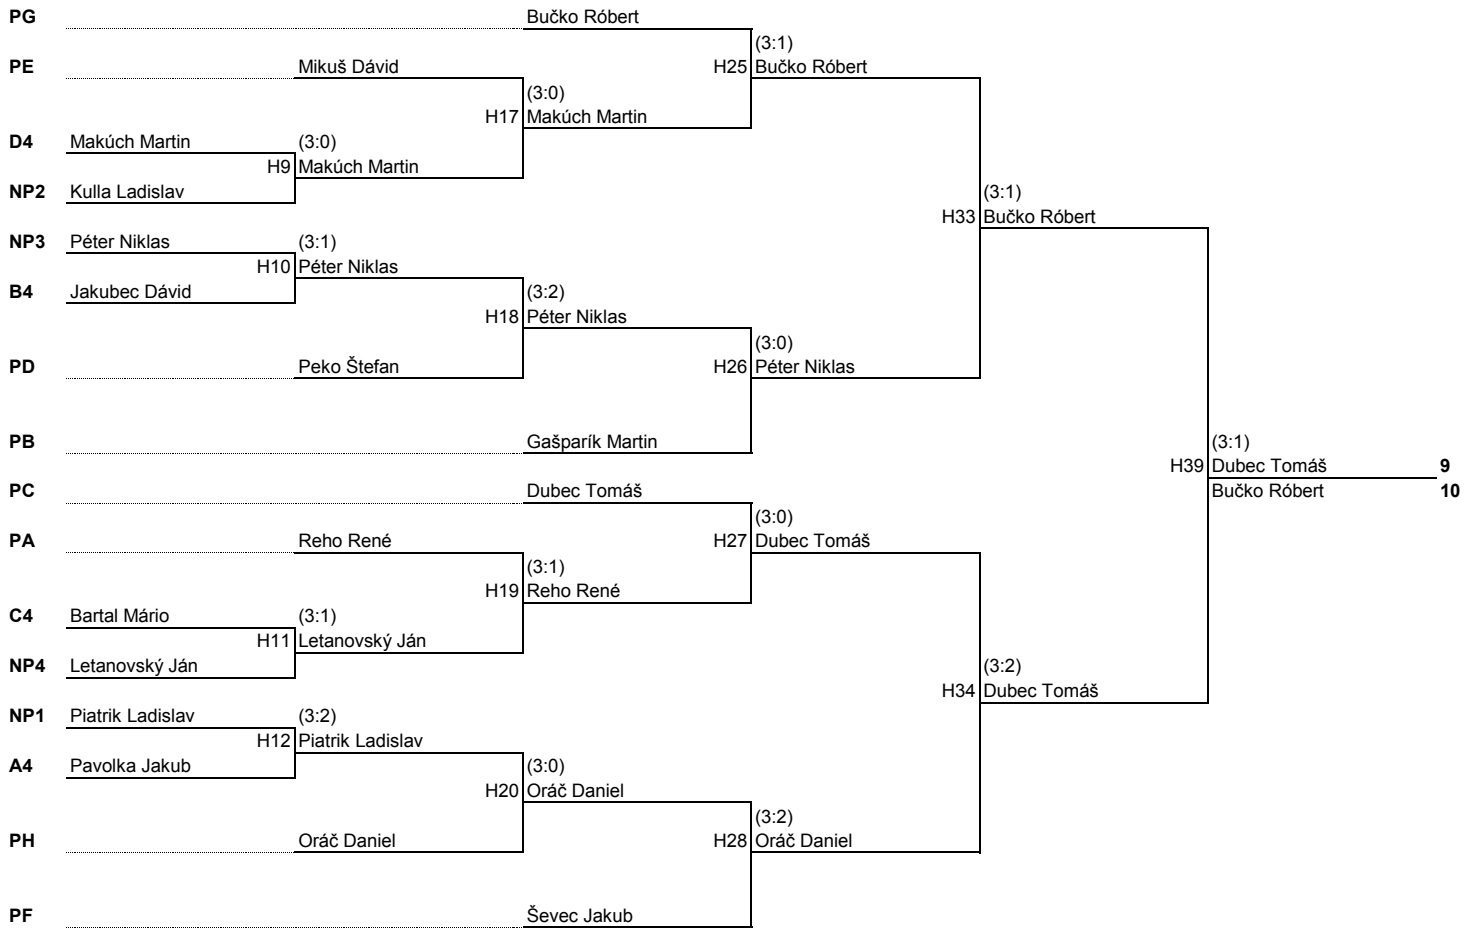 PG Bučko Róbert
(3:1)
PE Mikuš Dávid H25 Bučko Róbert
(3:0)
H17 Makúch Martin
D4 Makúch Martin (3:0)
H9 Makúch Martin
NP2 Kulla Ladislav (3:1)
H33 Bučko Róbert
NP3 Péter Niklas (3:1)
H10 Péter Niklas
B4 Jakubec Dávid (3:2)
H18 Péter Niklas
(3:0)
PD Peko Štefan H26 Péter Niklas
PB Gašparík Martin (3:1)
H39 Dubec Tomáš 9
PC Dubec Tomáš Bučko Róbert 10
(3:0)
PA Reho René H27 Dubec Tomáš
(3:1)
H19 Reho René
C4 Bartal Mário (3:1)
H11 Letanovský Ján
NP4 Letanovský Ján (3:2)
H34 Dubec Tomáš
NP1 Piatrik Ladislav (3:2)
H12 Piatrik Ladislav
A4 Pavolka Jakub (3:0)
H20 Oráč Daniel
(3:2)
PH Oráč Daniel H28 Oráč Daniel
PF Ševec Jakub